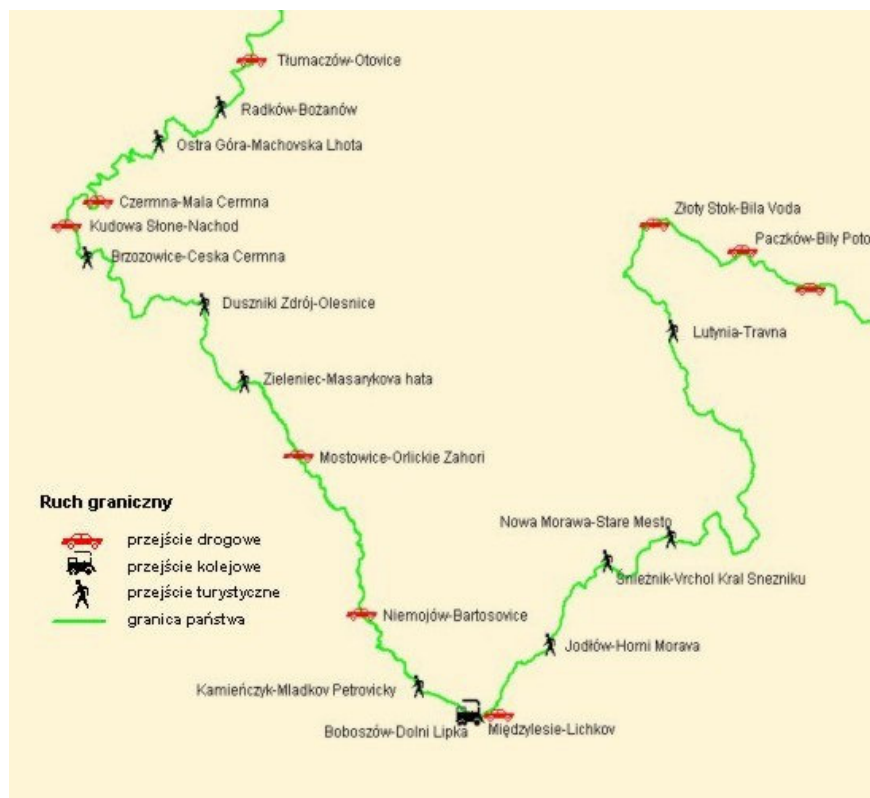 Tłumaczów-Otovice
Radków-Bożanów
Ostra Góra-Machovska Lhota
Czermna-Mala Cermna
Kudowa Słone-Nachod
Złoty Stok-Bila Voda
Paczków-Bily Poto
Brzozowice-Ceska Cermna
Duszniki Zdrój-Olesnice
Lutynia-Travna
Zieleniec-Masarykova hata
Mostowice-Orlickie Zahori
Ruch graniczny
przejście drogowe
przejście kolejowe
przejście turystyczne
granica państwa
Nowa Morawa-Stare Mesto
Śnieżnik-Vrchol Kral Snezniku
Niemojów-Bartosovice
Jodłów-Horni Morava
Kamieńczyk-Mladkov Petrovicky
Boboszów-Dolni Lipka
Międzylesie-Lichkov